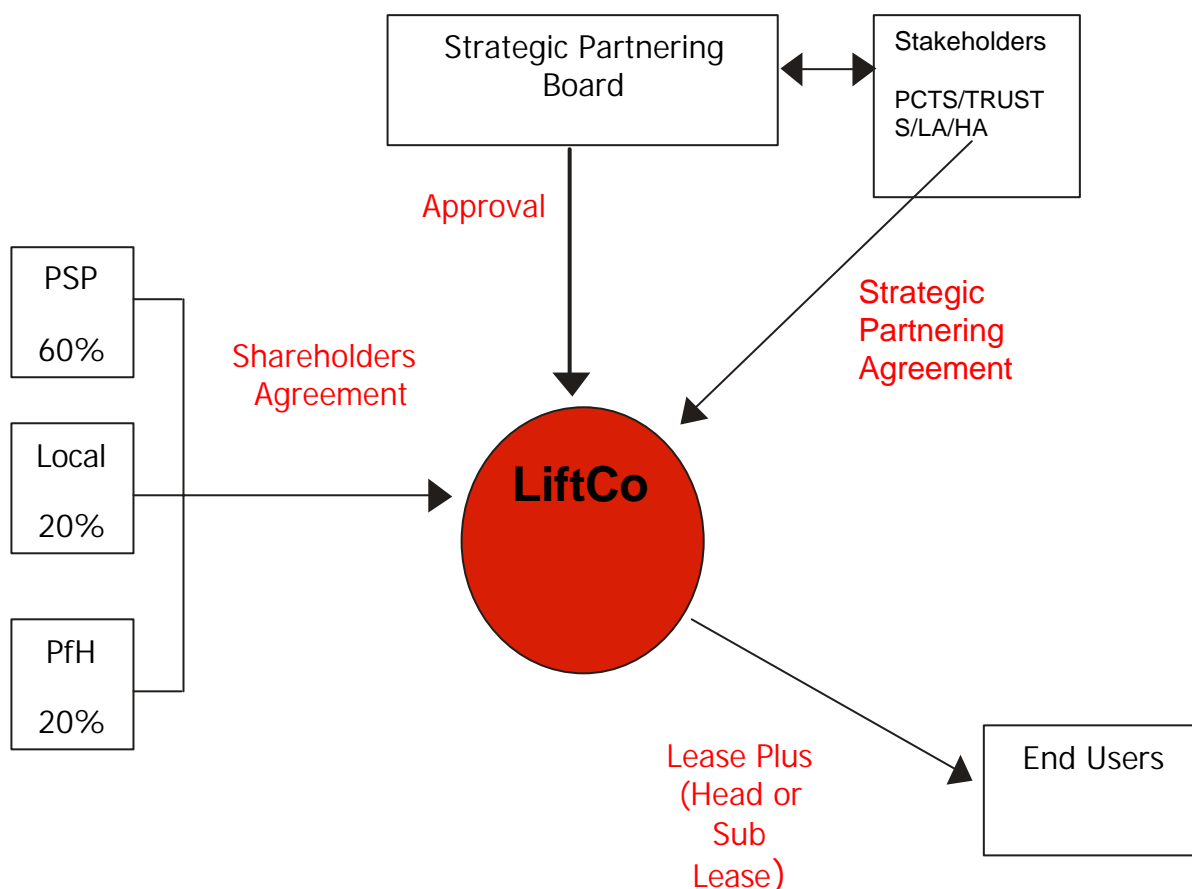 Strategic Partnering
Board
Stakeholders
PCTS/TRUST
S/LA/HA
Approval
PSP
60%
Shareholders
Agreement
Strategic
Partnering
Agreement
Local
20%
LiftCo
PfH
20%
Lease Plus
(Head or
Sub
Lease)
End Users